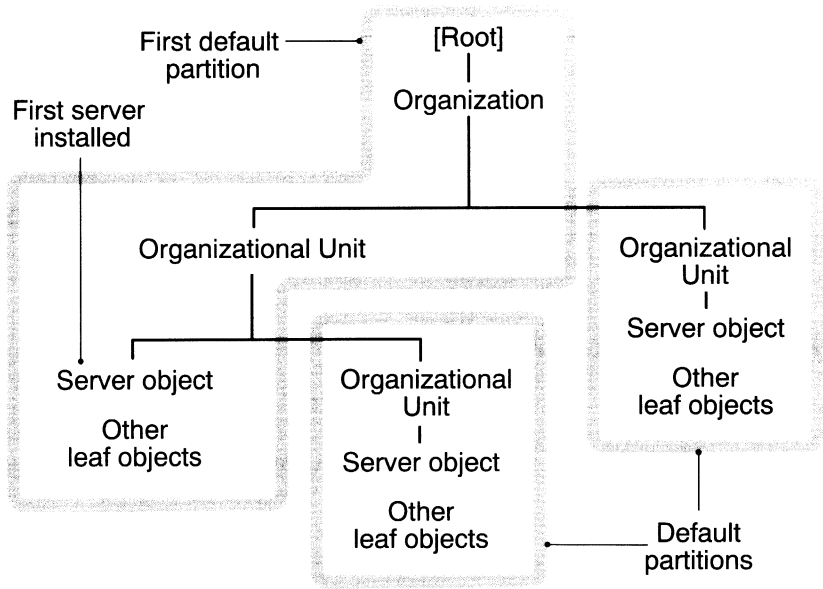 First default
partition
[Root]
Organization
First server
installed
Organizational Unit
Organizational
Unit
Server object
Other
leaf objects
Server object
Other
leaf objects
Organizational
Unit
Server object
Other
leaf objects
Default
partitions